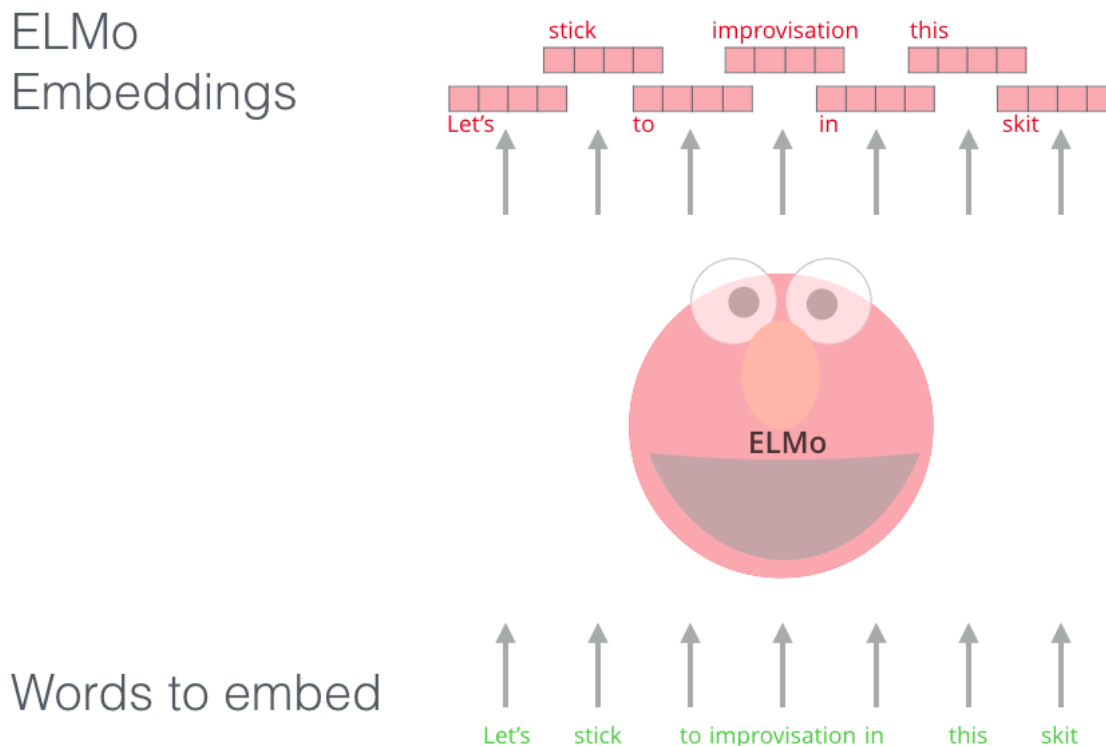 ELMo
Embeddings
stick improvisation this
Let's to in skit
ELMo
Words to embed
Let's stick to improvisation in this skit